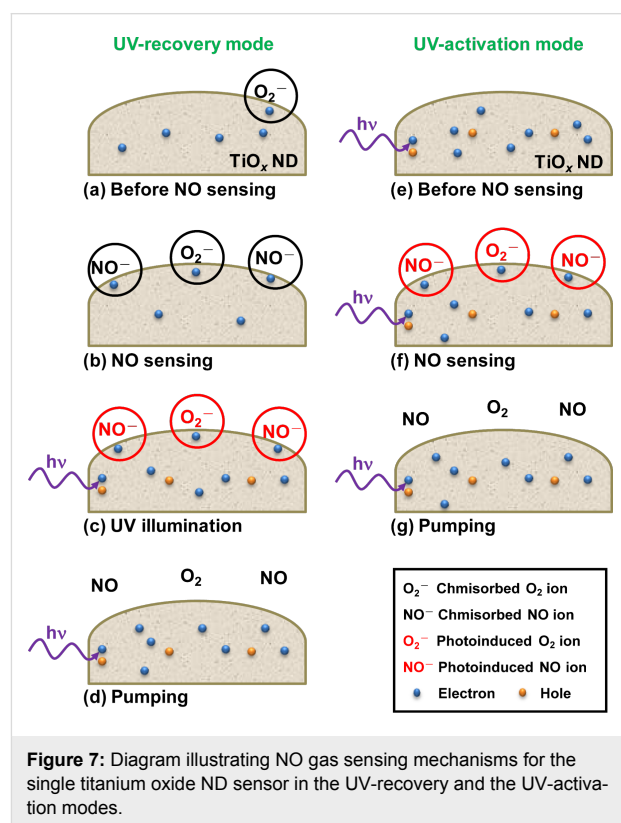 UV-recovery mode
UV-activation mode
O₂⁻
TiOₓ ND
(a) Before NO sensing
hν
TiOₓ ND
(e) Before NO sensing
NO⁻ O₂⁻ NO⁻
(b) NO sensing
NO⁻ O₂⁻ NO⁻
hν
(f) NO sensing
NO⁻ O₂⁻ NO⁻
hν
(c) UV illumination
NO O₂ NO
hν
(g) Pumping
NO O₂ NO
hν
(d) Pumping
O₂⁻ Chmisorbed O₂ ion
NO⁻ Chmisorbed NO ion
O₂⁻ Photoinduced O₂ ion
NO⁻ Photoinduced NO ion
Electron Hole
Figure 7: Diagram illustrating NO gas sensing mechanisms for the
single titanium oxide ND sensor in the UV-recovery and the UV-activa-
tion modes.